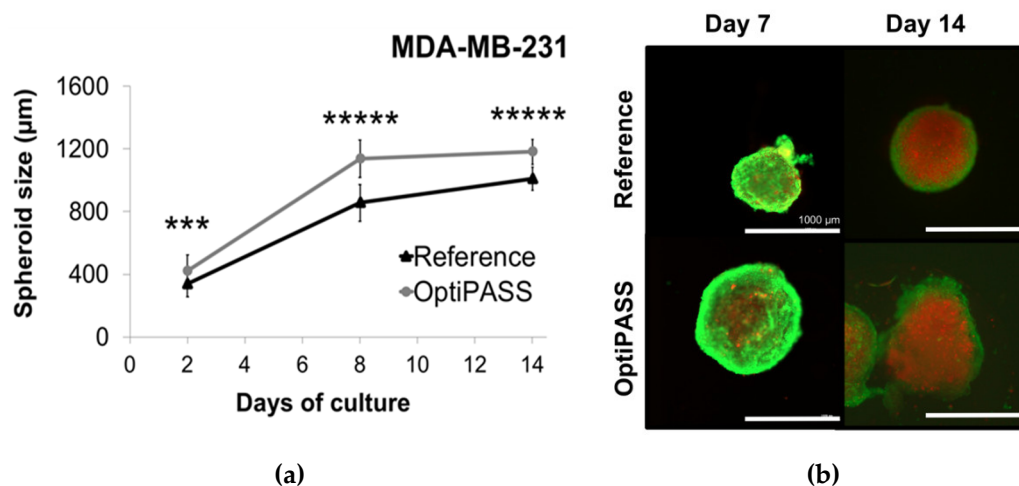 MDA-MB-231
Spheroid size (µm)
1600
1200
800
400
0
***
*****
*****
Reference
OptiPASS
0 2 4 6 8 10 12 14
Days of culture
(a)
Day 7 Day 14
Reference
OptiPASS
1000 µm
(b)